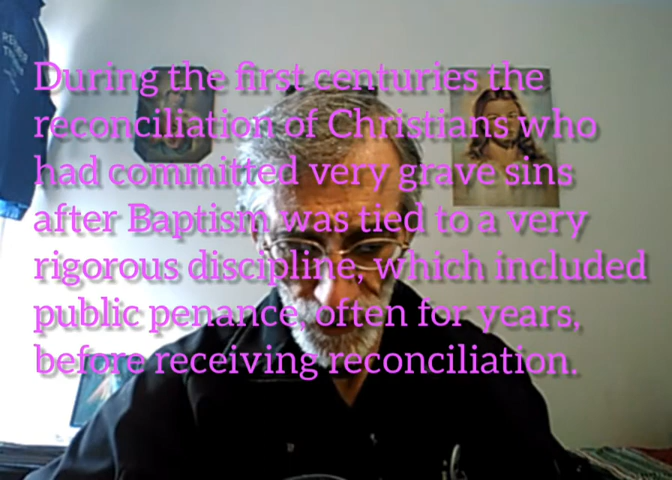 During the first centuries the
reconciliation of Christians who
had committed very grave sins
after Baptism was tied to a very
rigorous discipline, which included
public penance, often for years,
before receiving reconciliation.